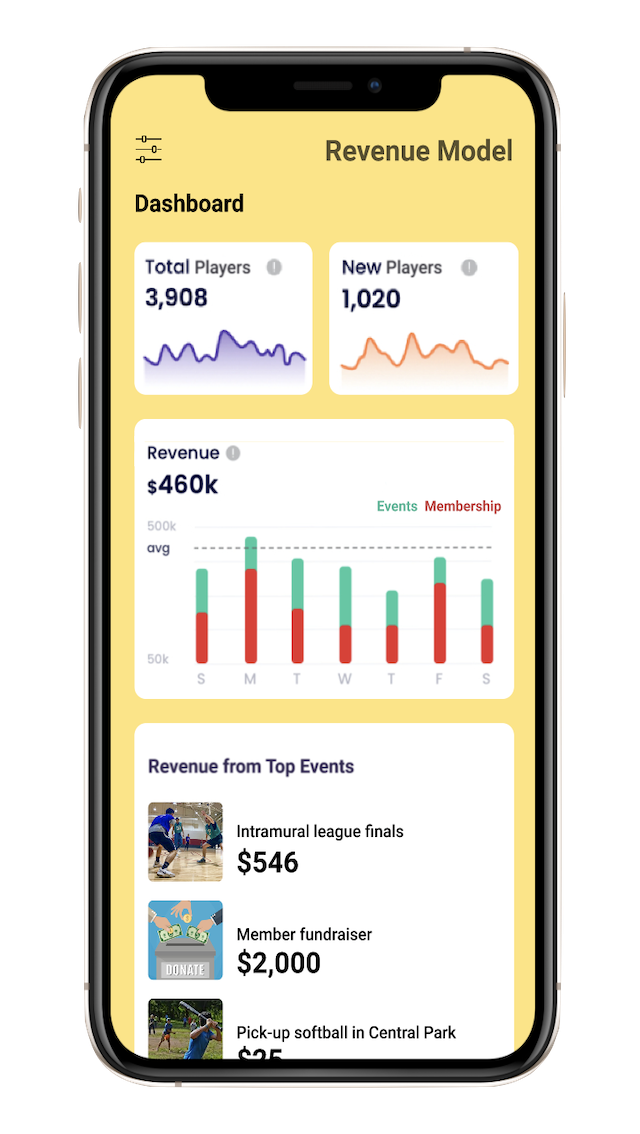 Revenue Model
Dashboard
Total Players
3,908
New Players
1,020
Revenue
$460k
Events Membership
500k
avg
50k
S M T W T F S
Revenue from Top Events
Intramural league finals
$546
DONATE
Member fundraiser
$2,000
Pick-up softball in Central Park
$25